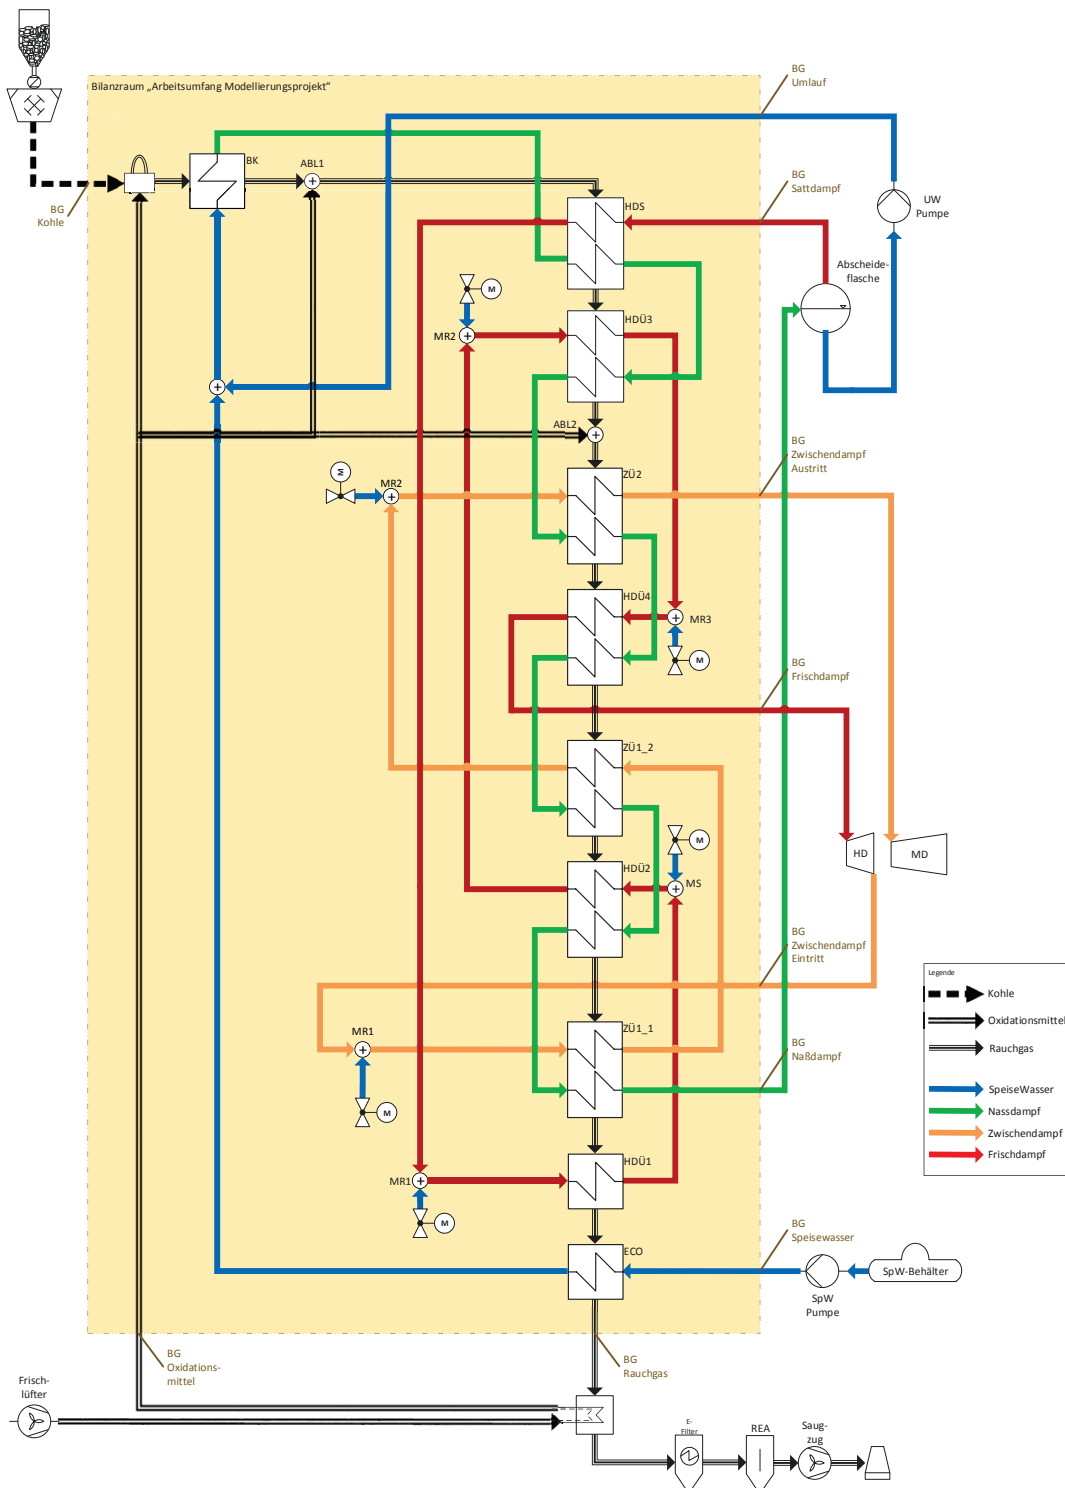 BG
Umlauf
Bilanzraum „Arbeitsumfang Modellierungsprojekt“
BK
ABL1
BG
Sattdampf
BG
Kohle
HDS
UW
Pumpe
Abscheide-
flasche
M
HDÜ3
MR2
ABL2
BG
Zwischendampf
Austritt
M
MR2
ZÜ2
HDÜ4
MR3
M
BG
Frischdampf
ZÜ1_2
M
HD
MD
HDÜ2
MS
BG
Zwischendampf
Eintritt
Legende
Kohle
Oxidationsmittel
Rauchgas
SpeiseWasser
Nassdampf
Zwischendampf
Frischdampf
MR1
ZÜ1_1
BG
Naßdampf
M
HDÜ1
MR1
M
BG
Speisewasser
ECO
SpW-Behälter
SpW
Pumpe
BG
Oxidations-
mittel
BG
Rauchgas
Frisch-
lüfter
E-
Filter
REA
Saug-
zug